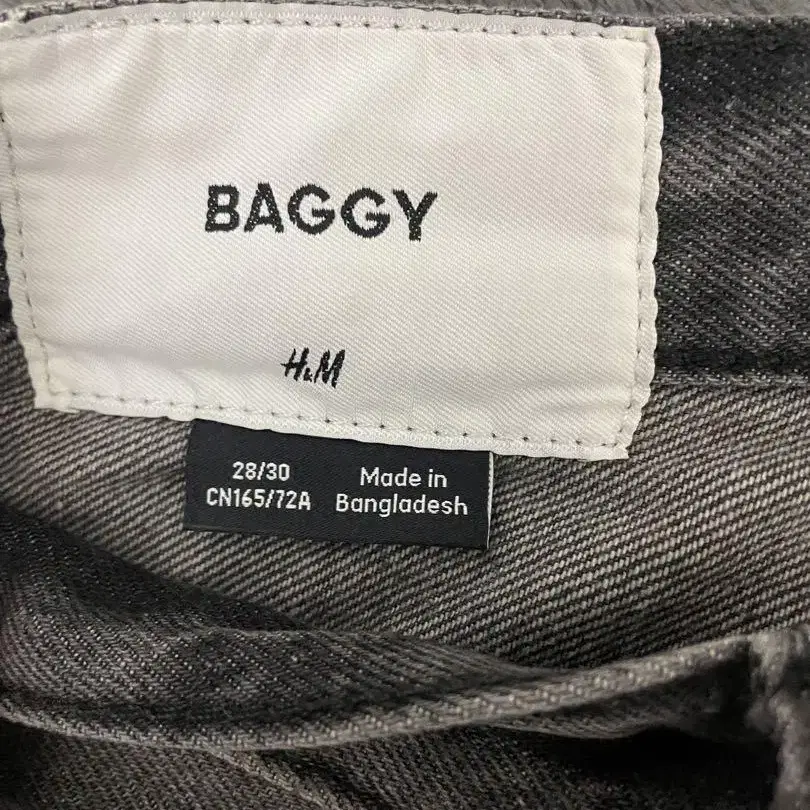 BAGGY
H&M
28/30
CN165/72A
Made in
Bangladesh